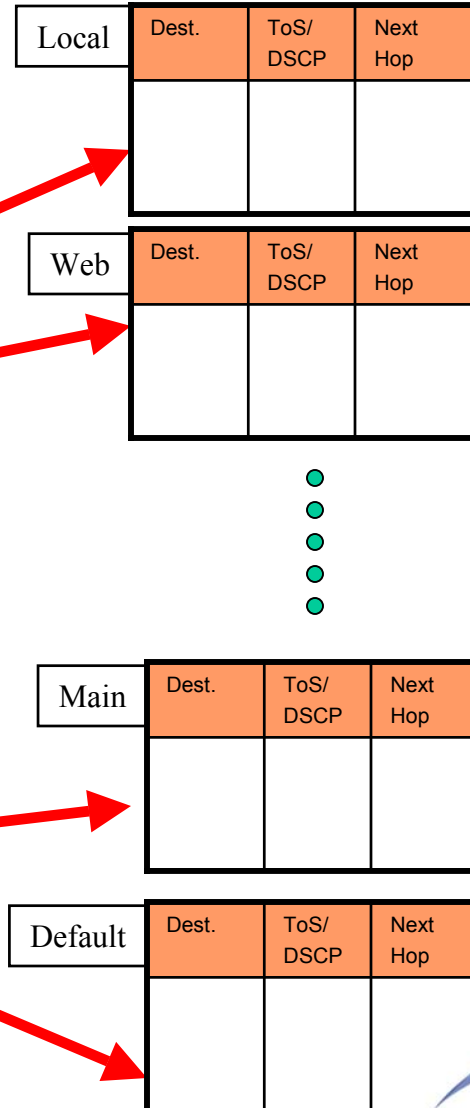 Local
Dest. ToS/ Next
DSCP Hop
Web
Dest. ToS/ Next
DSCP Hop
Main
Dest. ToS/ Next
DSCP Hop
Default
Dest. ToS/ Next
DSCP Hop